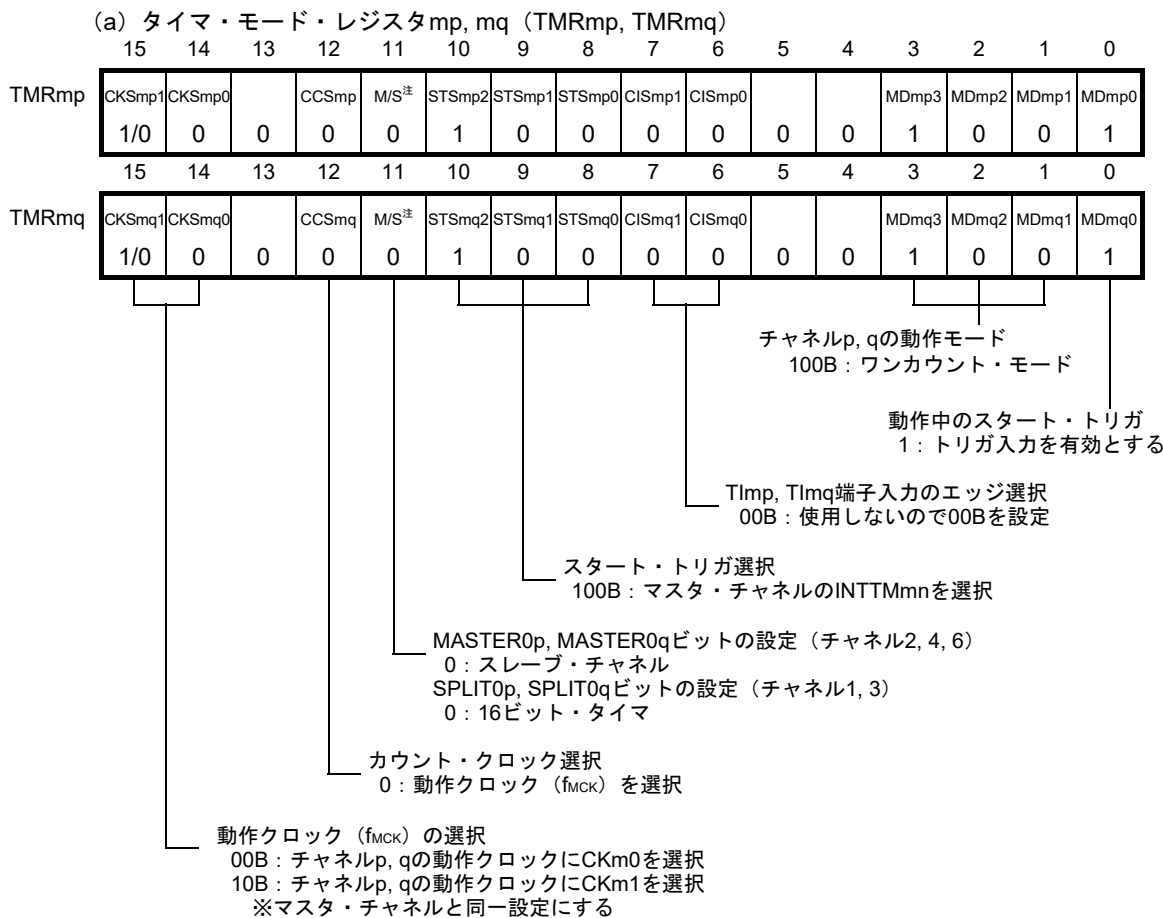 (a) タイマ・モード・レジスタmp, mq（TMRmp, TMRmq）
15 14 13 12 11 10 9 8 7 6 5 4 3 2 1 0
TMRmp CKSmp1 CKSmp0 CCSmp M/S注 STSmp2 STSmp1 STSmp0 CISmp1 CISmp0 MDmp3 MDmp2 MDmp1 MDmp0
1/0 0 0 0 0 1 0 0 0 0 0 0 1 0 0 1
15 14 13 12 11 10 9 8 7 6 5 4 3 2 1 0
TMRmq CKSmq1 CKSmq0 CCSmq M/S注 STSmq2 STSmq1 STSmq0 CISmq1 CISmq0 MDmq3 MDmq2 MDmq1 MDmq0
1/0 0 0 0 0 1 0 0 0 0 0 0 1 0 0 1
チャネルp, qの動作モード
100B：ワンカウント・モード
動作中のスタート・トリガ
1：トリガ入力を有効とする
TImp, TImq端子入力のエッジ選択
00B：使用しないので00Bを設定
スタート・トリガ選択
100B：マスタ・チャネルのINTTMmnを選択
MASTER0p, MASTER0qビットの設定（チャネル2, 4, 6）
0：スレーブ・チャネル
SPLIT0p, SPLIT0qビットの設定（チャネル1, 3）
0：16ビット・タイマ
カウント・クロック選択
0：動作クロック（fMCK）を選択
動作クロック（fMCK）の選択
00B：チャネルp, qの動作クロックにCKm0を選択
10B：チャネルp, qの動作クロックにCKm1を選択
※マスタ・チャネルと同一設定にする